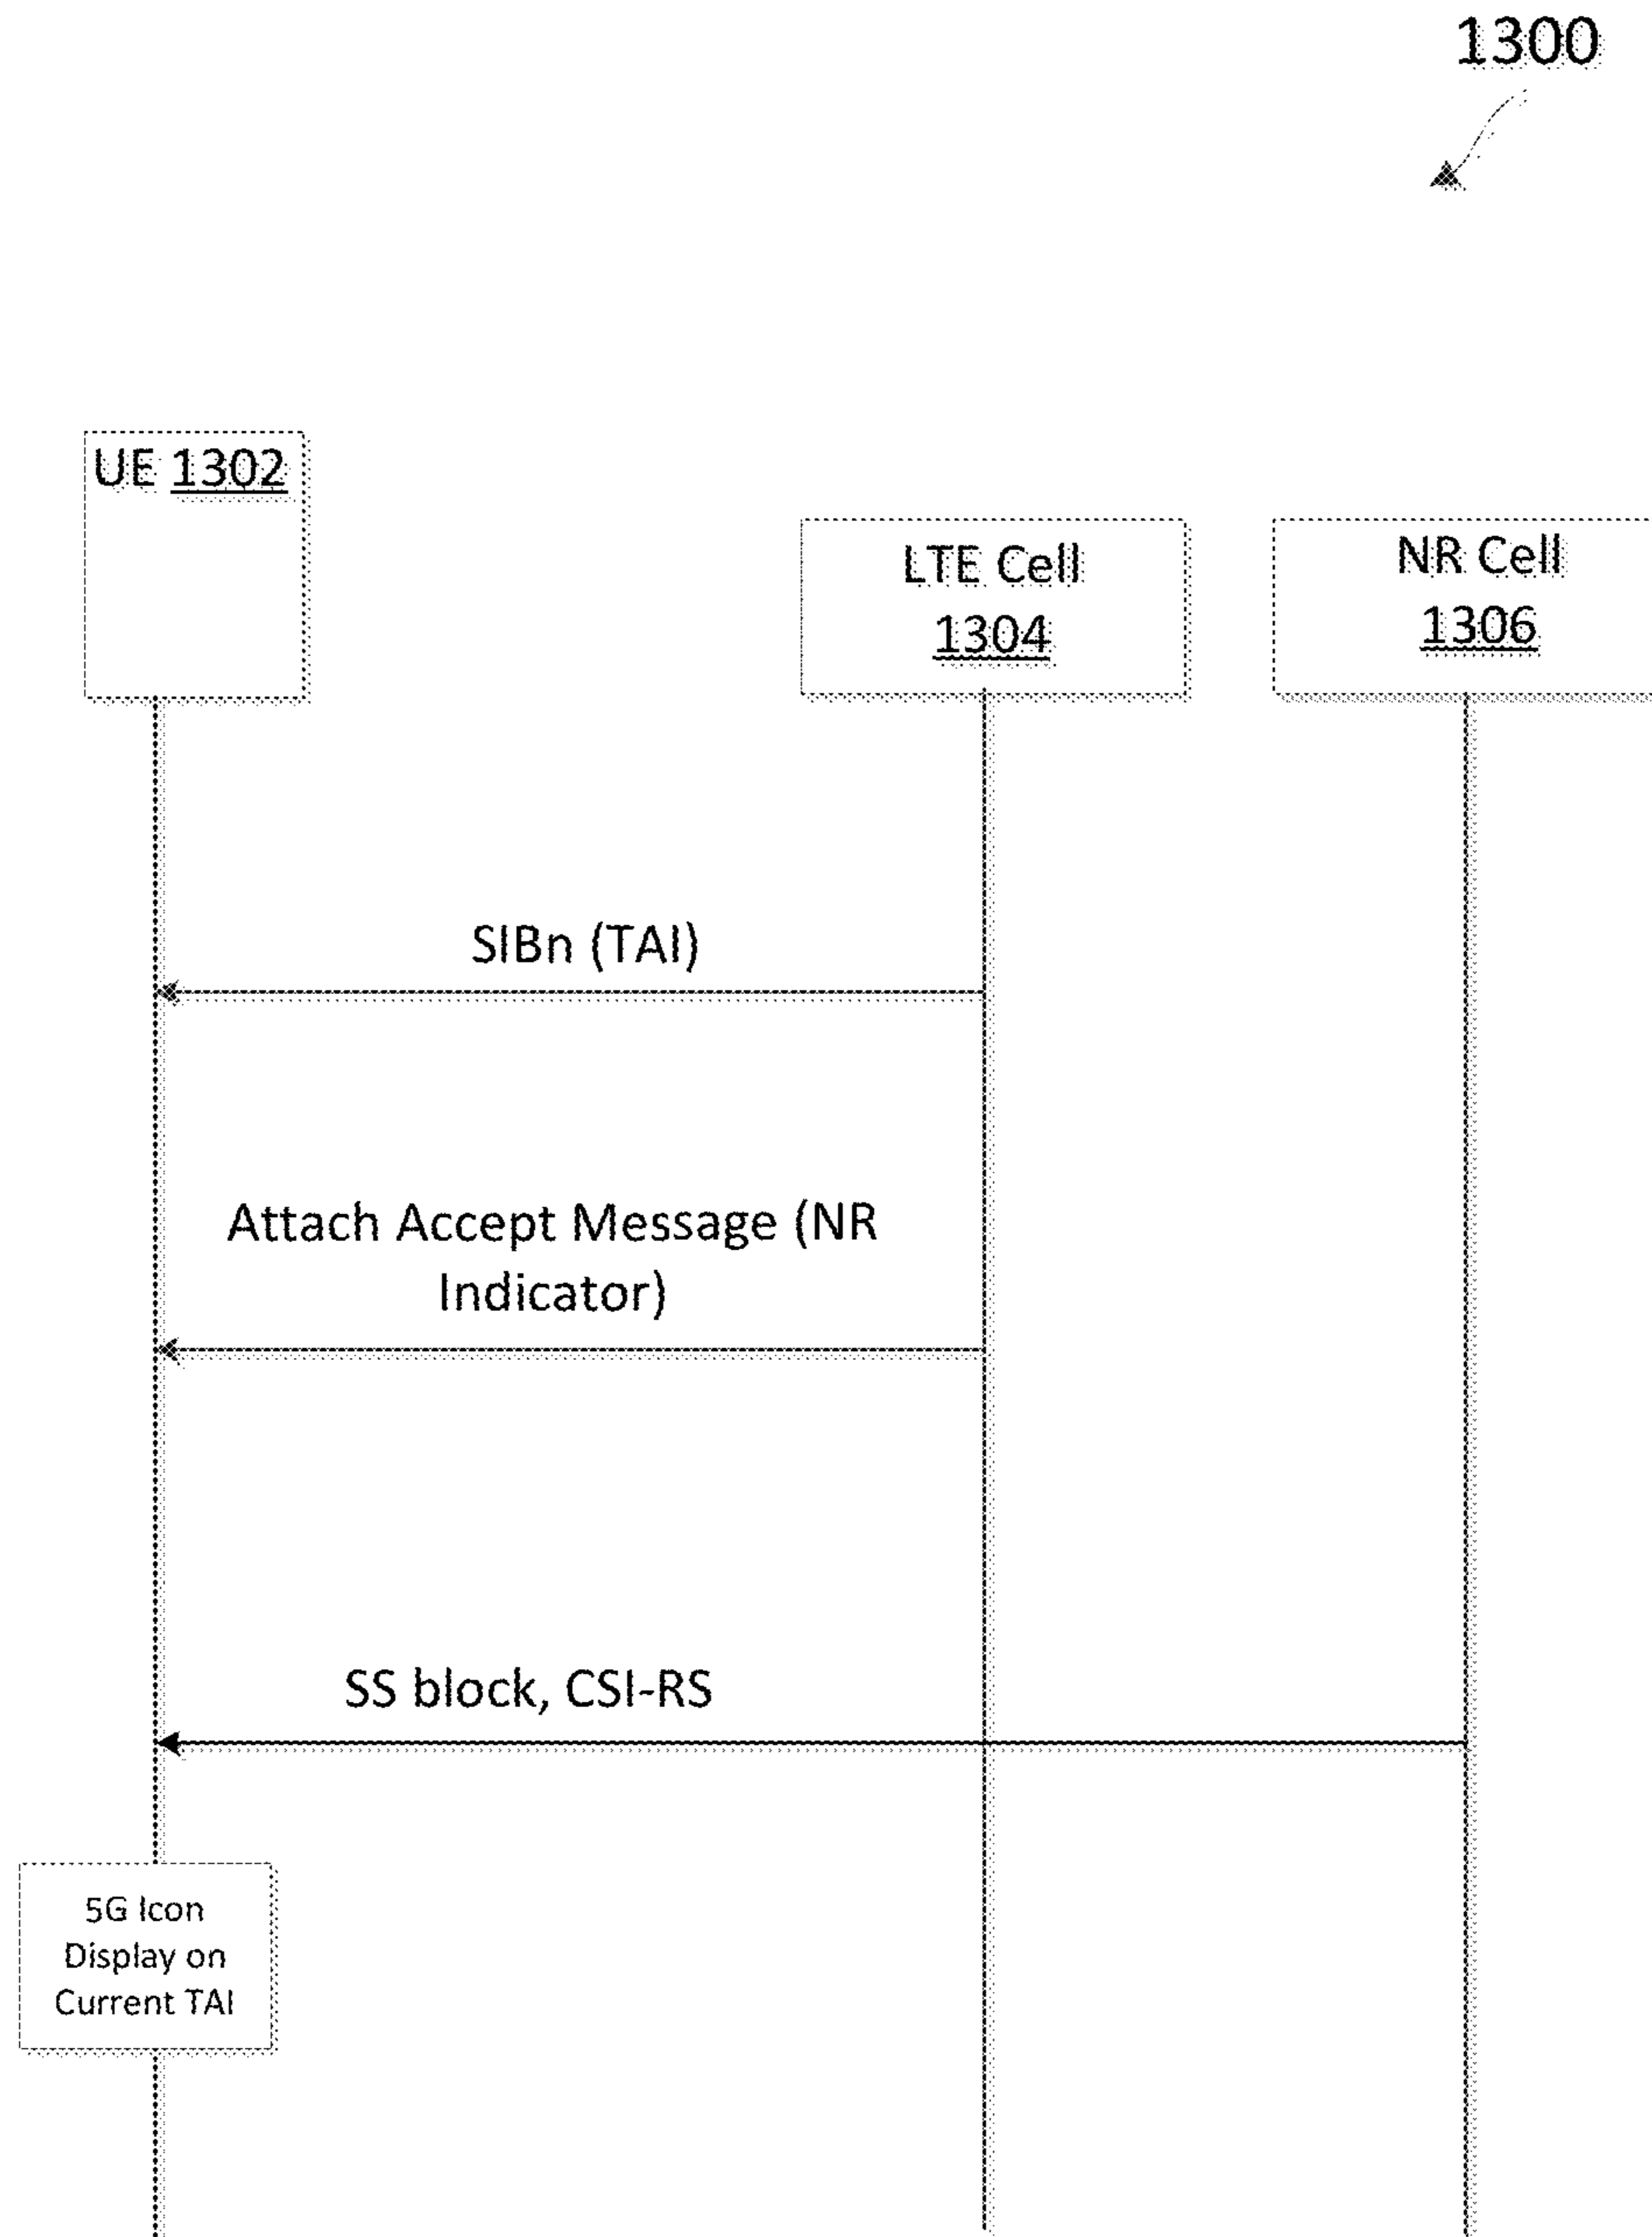 1300
UE 1302
LTE Cell
1304
NR Cell
1306
SIBn (TAI)
Attach Accept Message (NR
Indicator)
SS block, CSI-RS
5G Icon
Display on
Current TAI